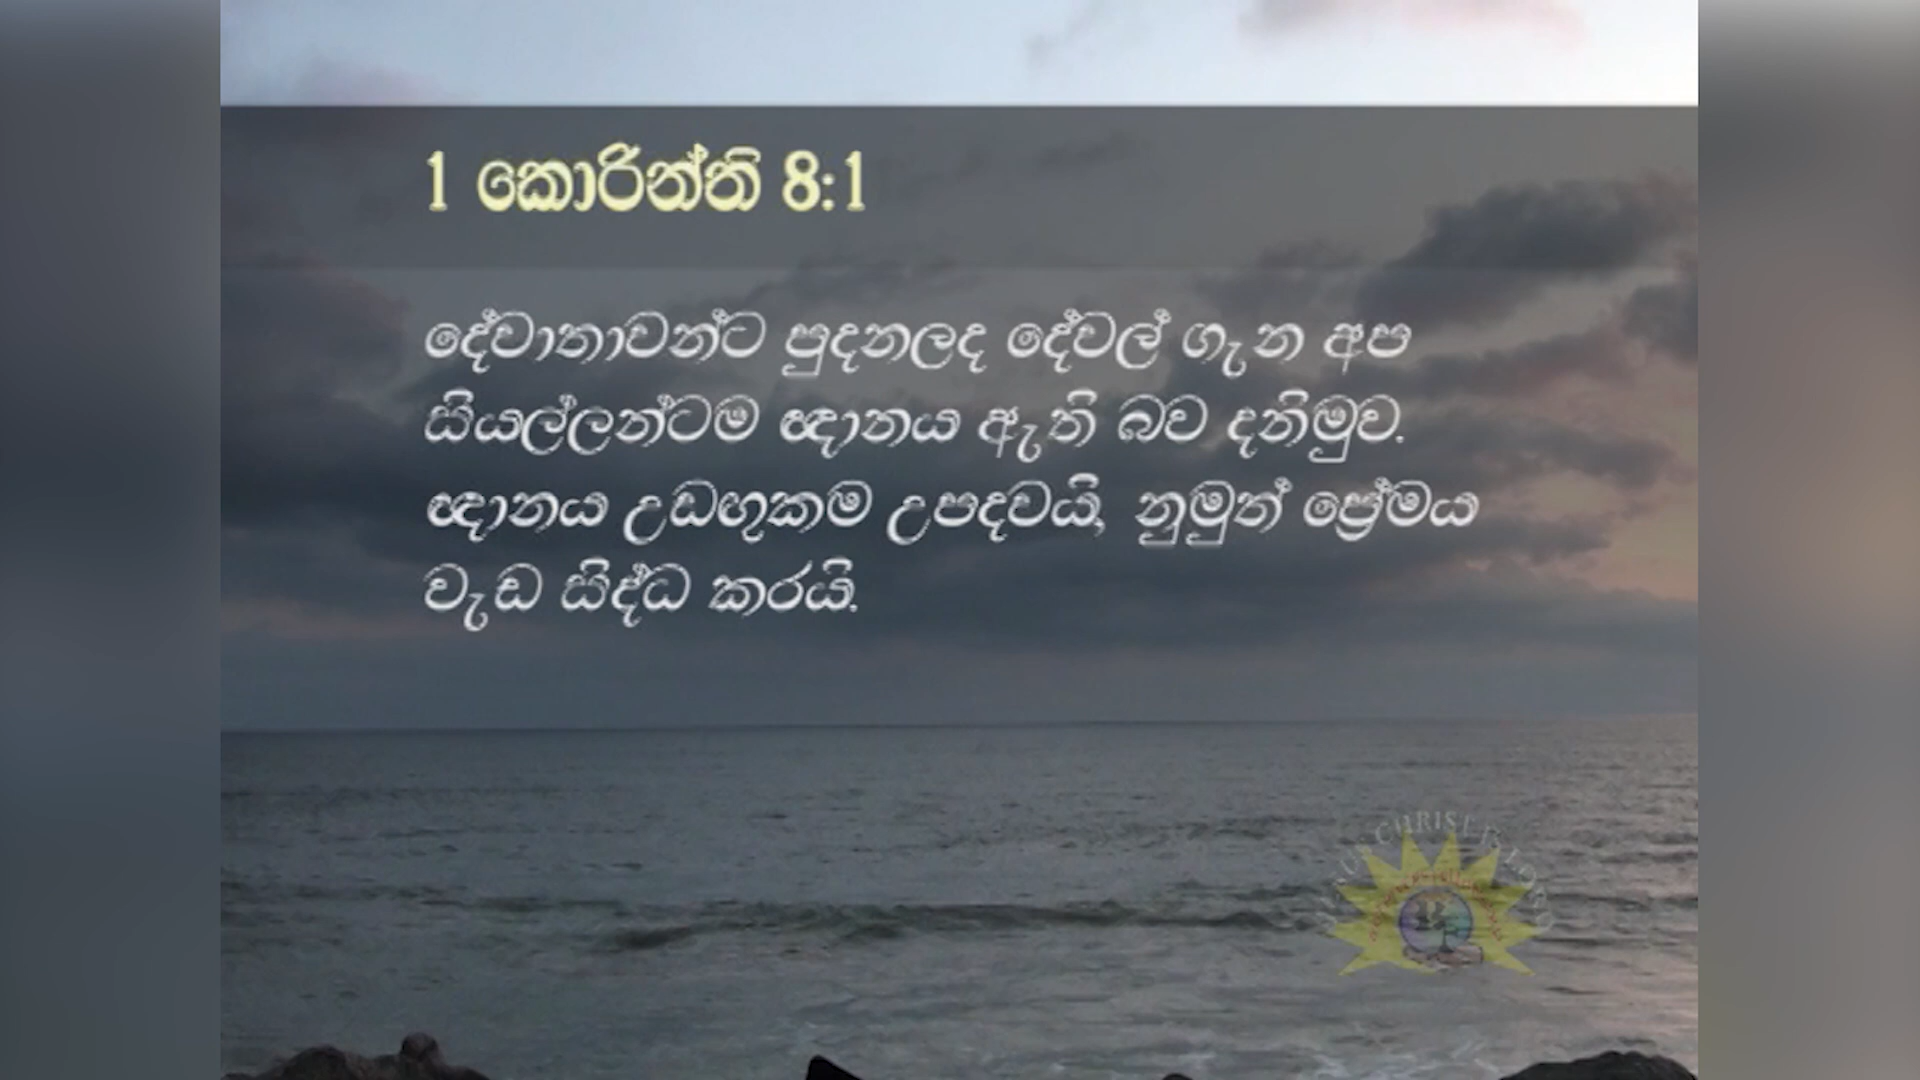 1 කොරින්ති 8:1
දේවාතාවන්ට පුදනලද දේවල් ගැන අප
සියල්ලන්ටම ඥානය ඇති බව දනිමුව.
ඥානය උඩඟුකම උපදවයි, නුමුත් ප්‍රේමය
වැඩ සිද්ධ කරයි.